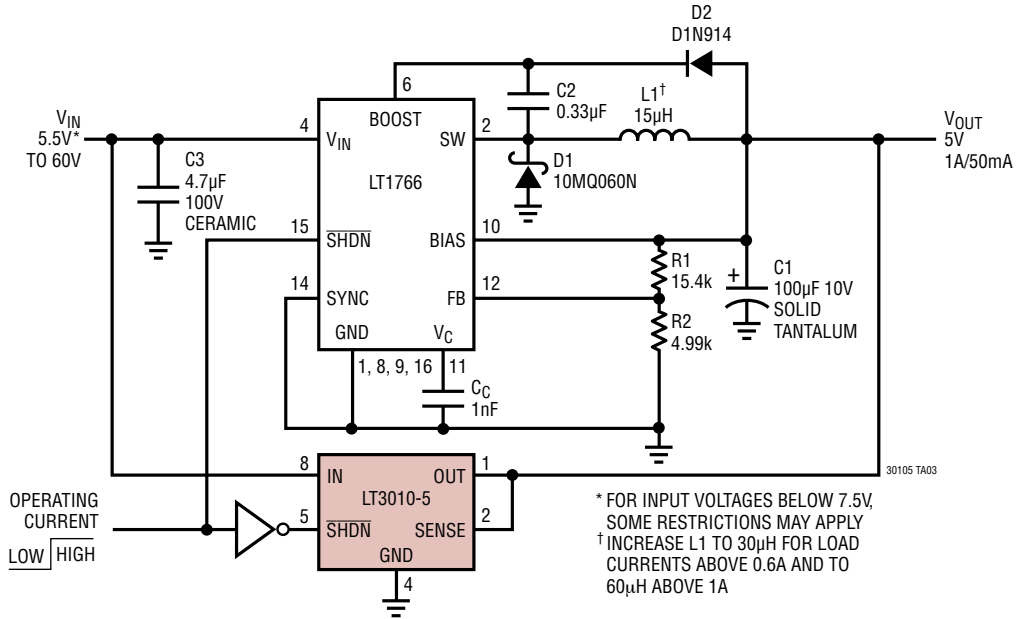 D2
D1N914
6
BOOST
C2
0.33µF
L1†
15µH
VIN
5.5V*
TO 60V
4
VIN
SW
2
VOUT
5V
1A/50mA
C3
4.7µF
100V
CERAMIC
LT1766
D1
10MQ060N
15
SHDN
BIAS
10
R1
15.4k
C1
100µF 10V
SOLID
TANTALUM
+
14
SYNC
FB
12
R2
4.99k
GND
VC
1, 8, 9, 16
11
CC
1nF
8
IN
OUT
1
30105 TA03
LT3010-5
OPERATING
CURRENT
LOW
HIGH
5
SHDN
SENSE
2
GND
4
* FOR INPUT VOLTAGES BELOW 7.5V,
SOME RESTRICTIONS MAY APPLY
† INCREASE L1 TO 30µH FOR LOAD
CURRENTS ABOVE 0.6A AND TO
60µH ABOVE 1A